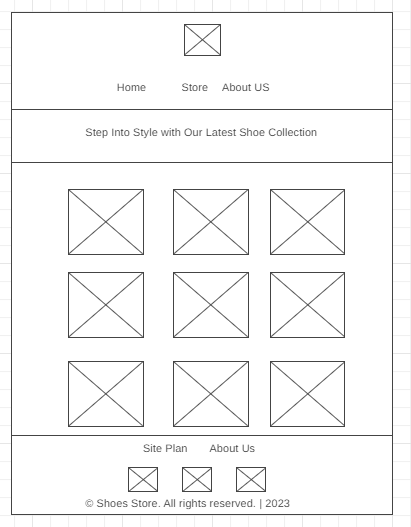 Home Store About US
Step Into Style with Our Latest Shoe Collection
Site Plan About Us
© Shoes Store. All rights reserved. | 2023